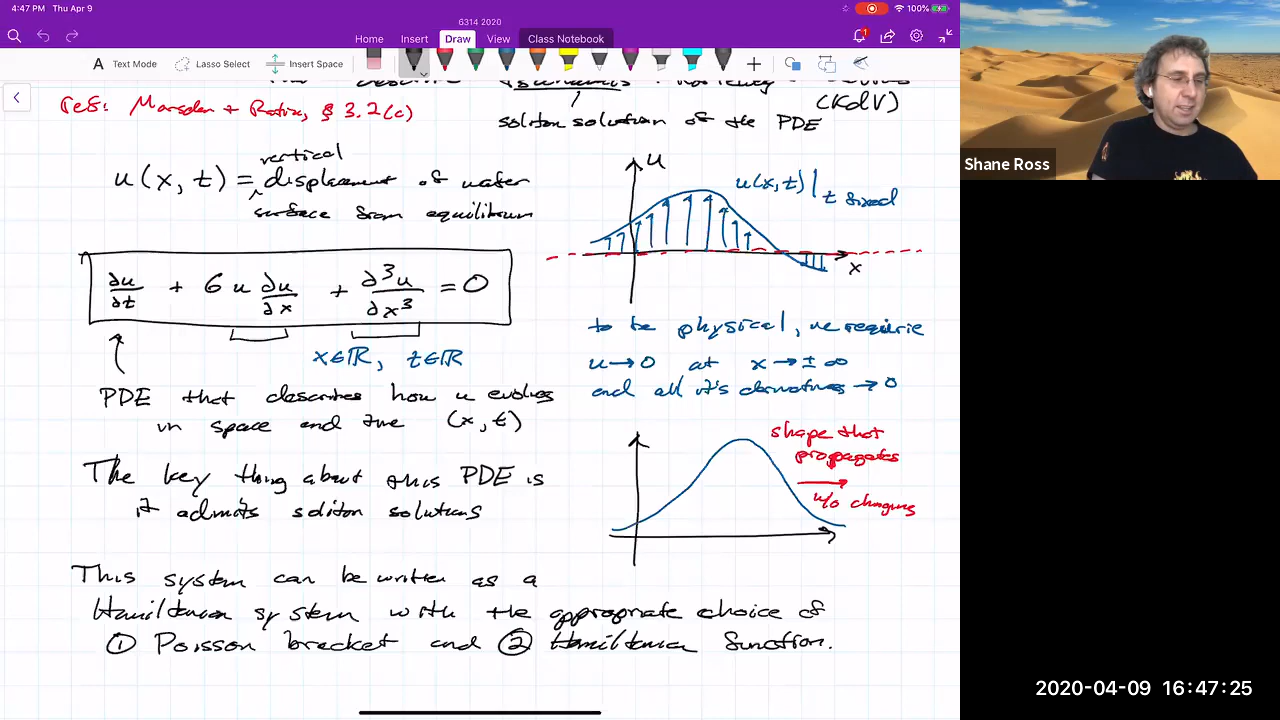 4:47 PM Thu Apr 9
100%
6314 2020
Home Insert Draw View Class Notebook
Text Mode Lasso Select Insert Space
(KdV)
soliton solution of the PDE
ref: Marsden + Ratiu, § 3.2(c)
u(x, t) = vertical displacement of water
surface from equilibrium
∂u/∂t + 6 u ∂u/∂x + ∂³u/∂x³ = 0
x∈ℝ, t∈ℝ
PDE that describes how u evolves
in space and time (x, t)
The key thing about this PDE is
it admits soliton solutions
u
u(x,t)| t fixed
x
to be physical, we require
u → 0 at x → ± ∞
and all it's derivatives → 0
shape that
propagates
w/o changing
This system can be written as a
Hamiltonian system with the appropriate choice of
① Poisson bracket and ② Hamiltonian function.
Shane Ross
2020-04-09 16:47:25